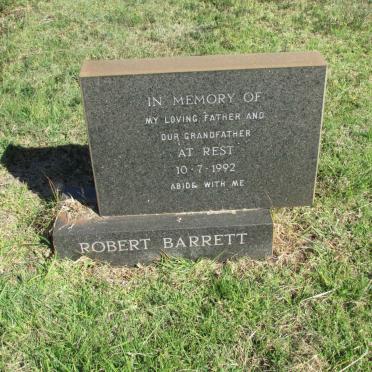 IN MEMORY OF
MY LOVING FATHER AND
OUR GRANDFATHER
AT REST
10·7·1992
ABIDE WITH ME
ROBERT BARRETT